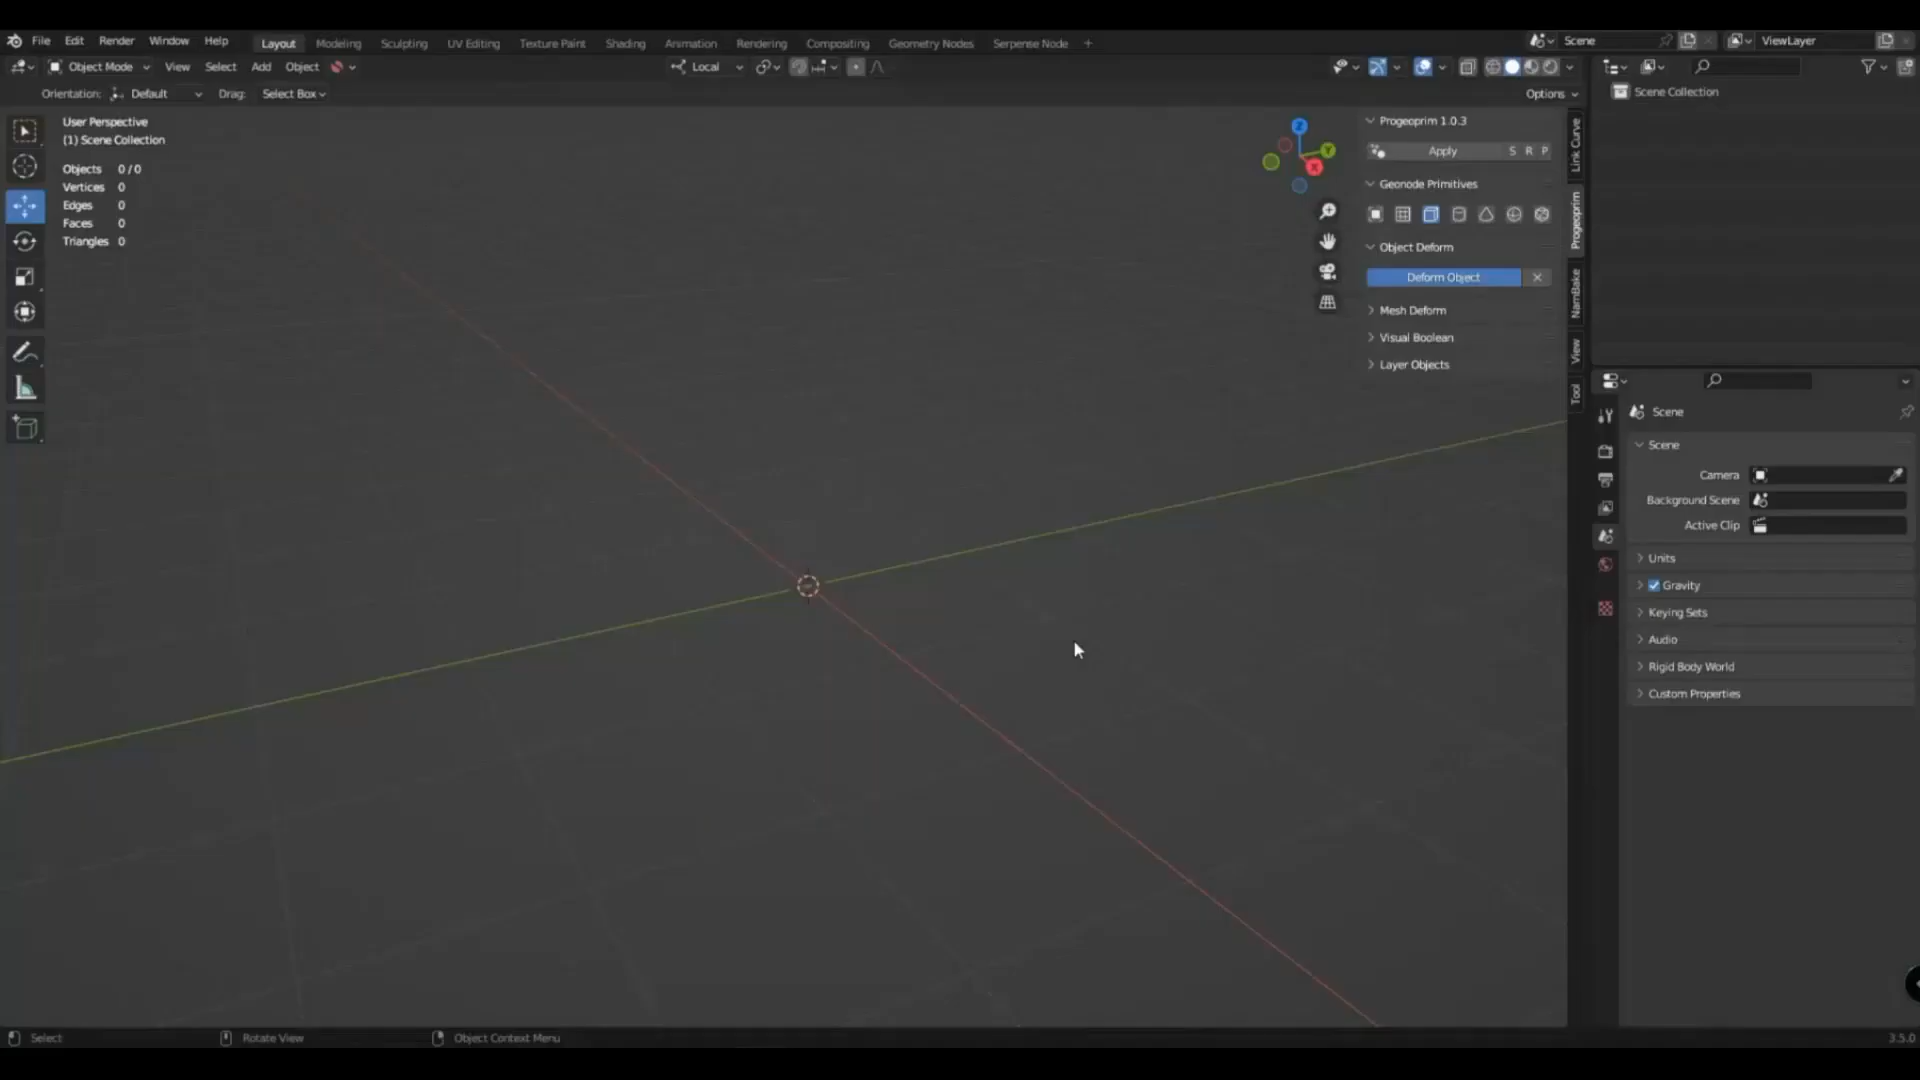 File Edit Render Window Help Layout Modeling Sculpting UV Editing Texture Paint Shading Animation Rendering Compositing Geometry Nodes Serpense Node + Scene ViewLayer
Object Mode View Select Add Object Local
Orientation: Default Drag: Select Box Options
Scene Collection
User Perspective
(1) Scene Collection
Objects 0/0
Vertices 0
Edges 0
Faces 0
Triangles 0
Z
Y
X
Progeoprim 1.0.3
Apply S R P
Geonode Primitives
Object Deform
Deform Object
Mesh Deform
Visual Boolean
Layer Objects
Link Curve
Progeoprim
NamBake
View
Tool
Scene
Scene
Camera
Background Scene
Active Clip
Units
Gravity
Keying Sets
Audio
Rigid Body World
Custom Properties
Select Rotate View Object Context Menu 3.5.0